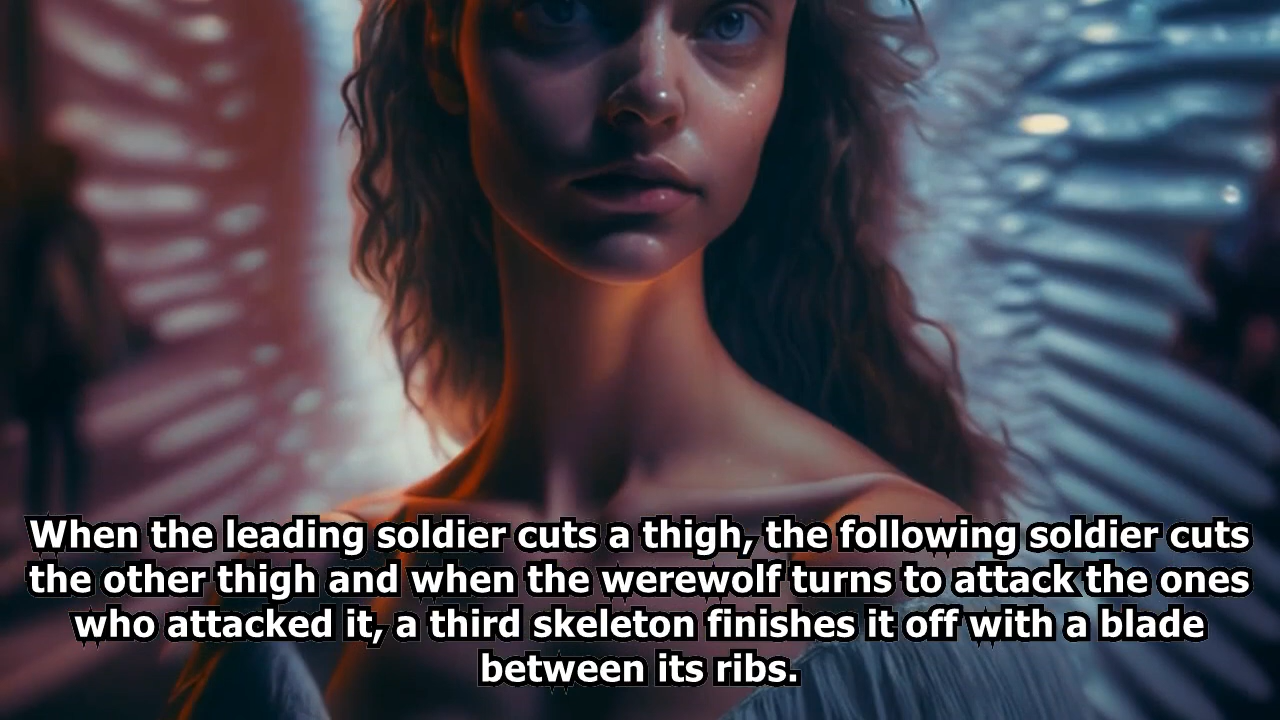 When the leading soldier cuts a thigh, the following soldier cuts
the other thigh and when the werewolf turns to attack the ones
who attacked it, a third skeleton finishes it off with a blade
between its ribs.